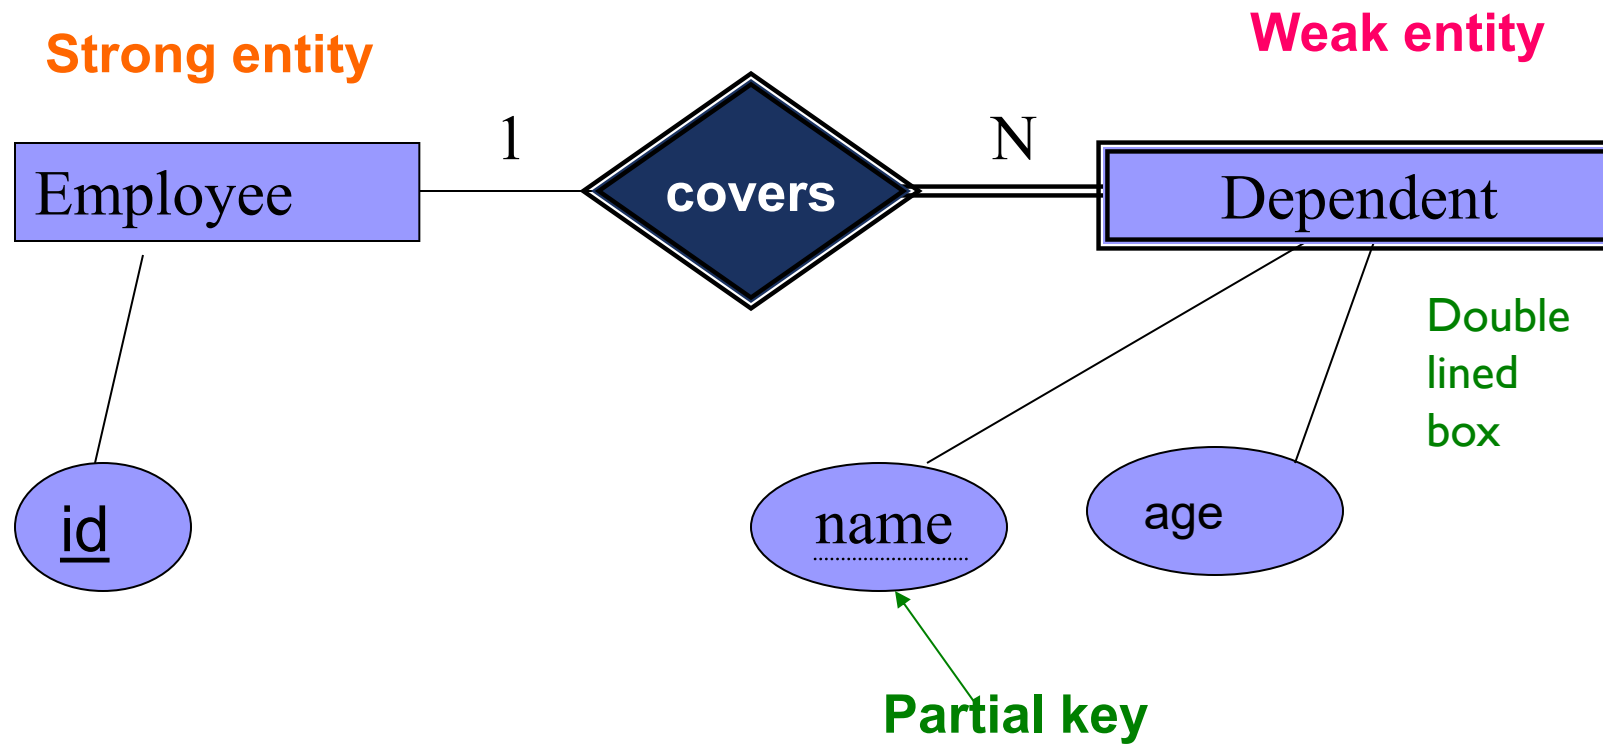 Strong entity
Weak entity
1
N
Employee
covers
Dependent
Double
lined
box
id
name
age
Partial key